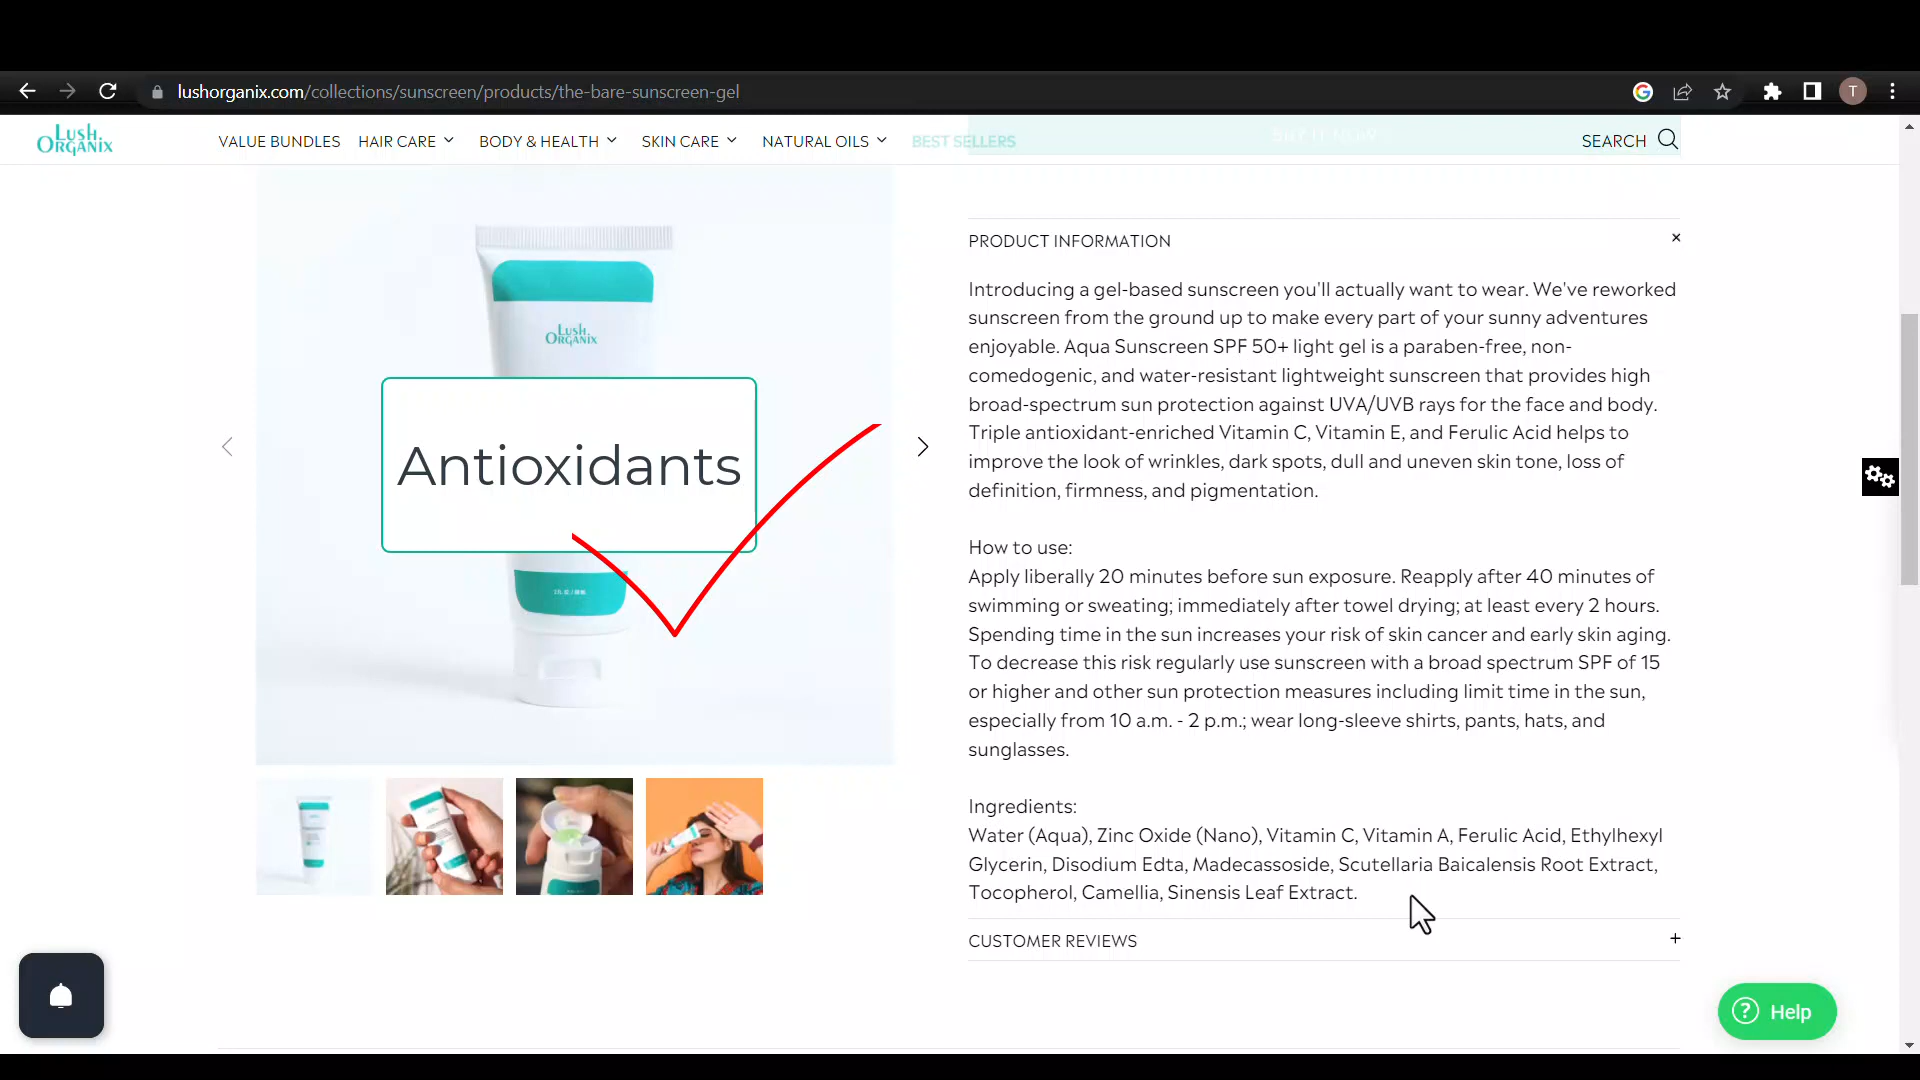 lushorganix.com/collections/sunscreen/products/the-bare-sunscreen-gel
T
LUSH
ORGANIX
VALUE BUNDLES
HAIR CARE
BODY & HEALTH
SKIN CARE
NATURAL OILS
BEST SELLERS
BUY IT NOW
SEARCH
LUSH
ORGANIX
Antioxidants
PRODUCT INFORMATION
Introducing a gel-based sunscreen you'll actually want to wear. We've reworked
sunscreen from the ground up to make every part of your sunny adventures
enjoyable. Aqua Sunscreen SPF 50+ light gel is a paraben-free, non-
comedogenic, and water-resistant lightweight sunscreen that provides high
broad-spectrum sun protection against UVA/UVB rays for the face and body.
Triple antioxidant-enriched Vitamin C, Vitamin E, and Ferulic Acid helps to
improve the look of wrinkles, dark spots, dull and uneven skin tone, loss of
definition, firmness, and pigmentation.
How to use:
Apply liberally 20 minutes before sun exposure. Reapply after 40 minutes of
swimming or sweating; immediately after towel drying; at least every 2 hours.
Spending time in the sun increases your risk of skin cancer and early skin aging.
To decrease this risk regularly use sunscreen with a broad spectrum SPF of 15
or higher and other sun protection measures including limit time in the sun,
especially from 10 a.m. - 2 p.m.; wear long-sleeve shirts, pants, hats, and
sunglasses.
Ingredients:
Water (Aqua), Zinc Oxide (Nano), Vitamin C, Vitamin A, Ferulic Acid, Ethylhexyl
Glycerin, Disodium Edta, Madecassoside, Scutellaria Baicalensis Root Extract,
Tocopherol, Camellia, Sinensis Leaf Extract.
CUSTOMER REVIEWS
Help